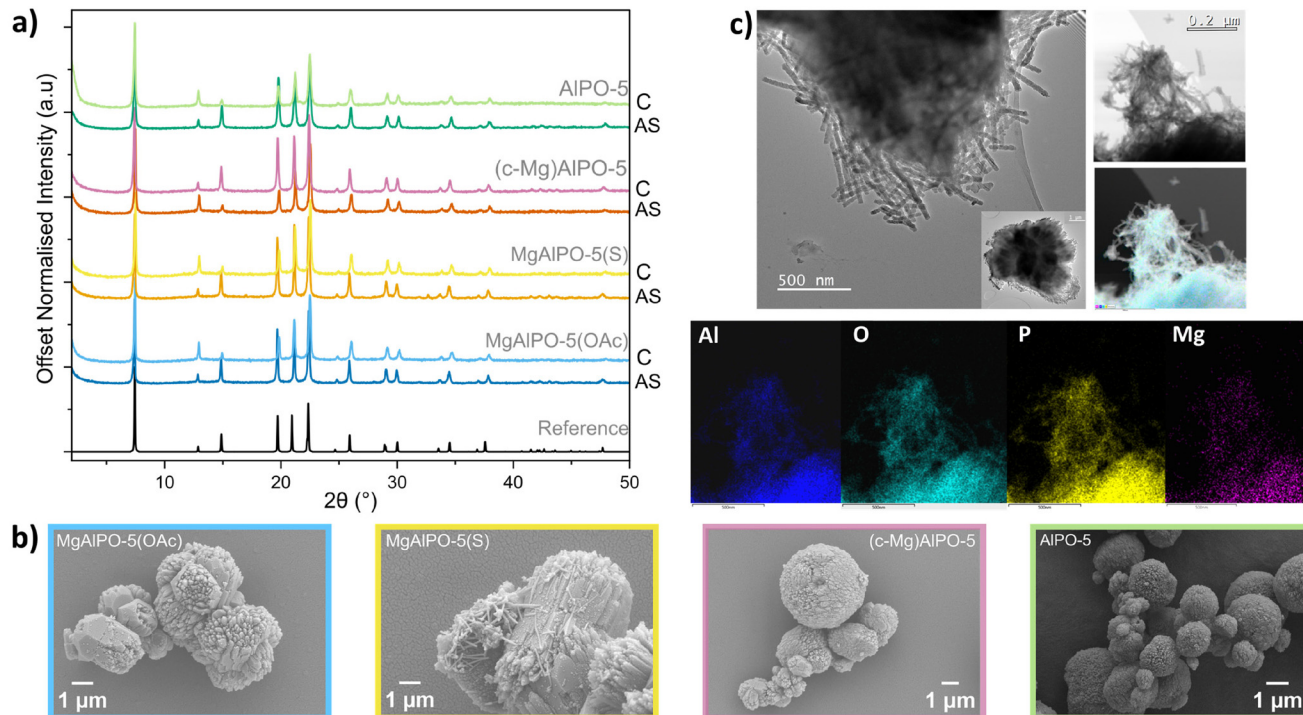 a)
Offset Normalised Intensity (a.u)
AlPO-5
C
AS
(c-Mg)AlPO-5
C
AS
MgAlPO-5(S)
C
AS
MgAlPO-5(OAc)
C
AS
Reference
10 20 30 40 50
2θ (°)
c)
500 nm
0.2 µm
Al O P Mg
b)
MgAlPO-5(OAc)
1 µm
MgAlPO-5(S)
1 µm
(c-Mg)AlPO-5
1 µm
AlPO-5
1 µm